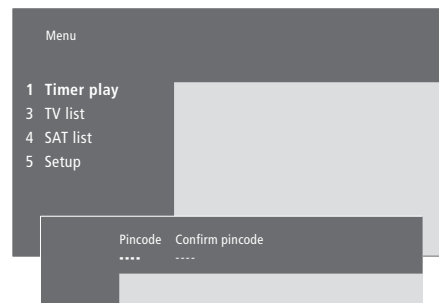 Menu
1 Timer play
3 TV list
4 SAT list
5 Setup
Pincode Confirm pincode
---- ----